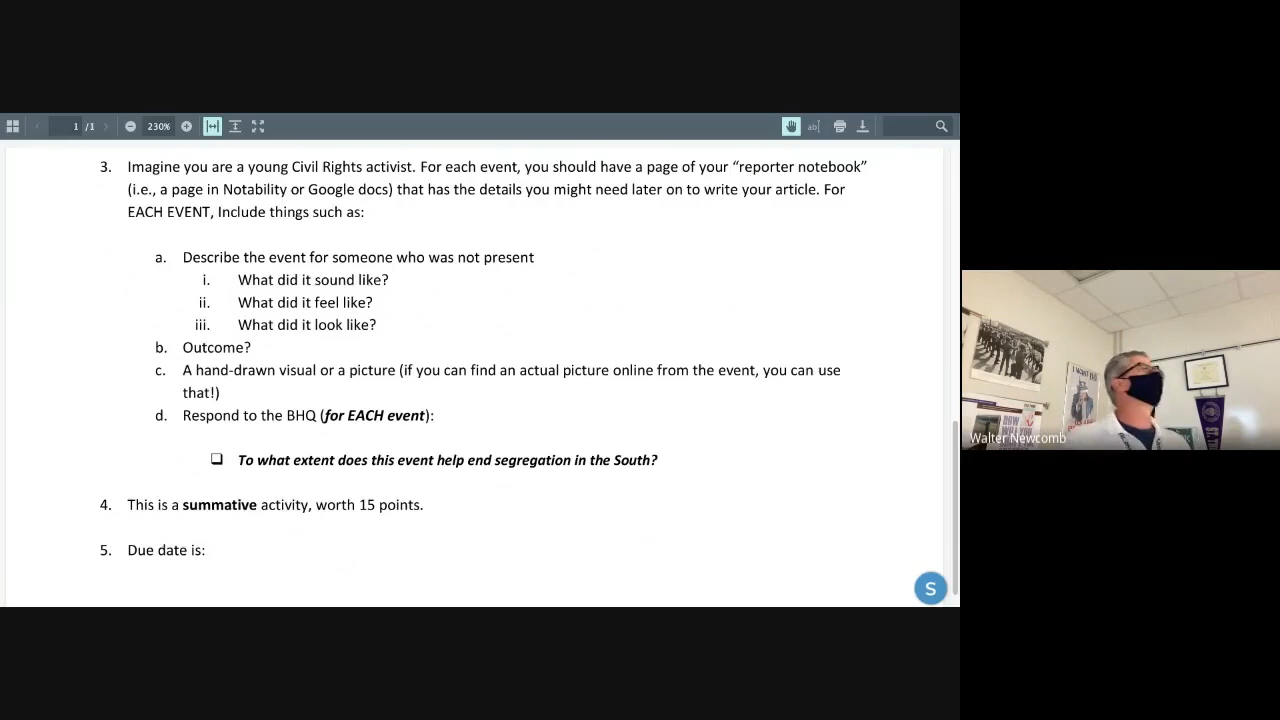 1 /1
230%
3. Imagine you are a young Civil Rights activist. For each event, you should have a page of your “reporter notebook”
(i.e., a page in Notability or Google docs) that has the details you might need later on to write your article. For
EACH EVENT, Include things such as:
a. Describe the event for someone who was not present
i. What did it sound like?
ii. What did it feel like?
iii. What did it look like?
b. Outcome?
c. A hand-drawn visual or a picture (if you can find an actual picture online from the event, you can use
that!)
d. Respond to the BHQ (for EACH event):
❑ To what extent does this event help end segregation in the South?
4. This is a summative activity, worth 15 points.
5. Due date is:
S
I WANT YOU
HOW
Walter Newcomb
ST.